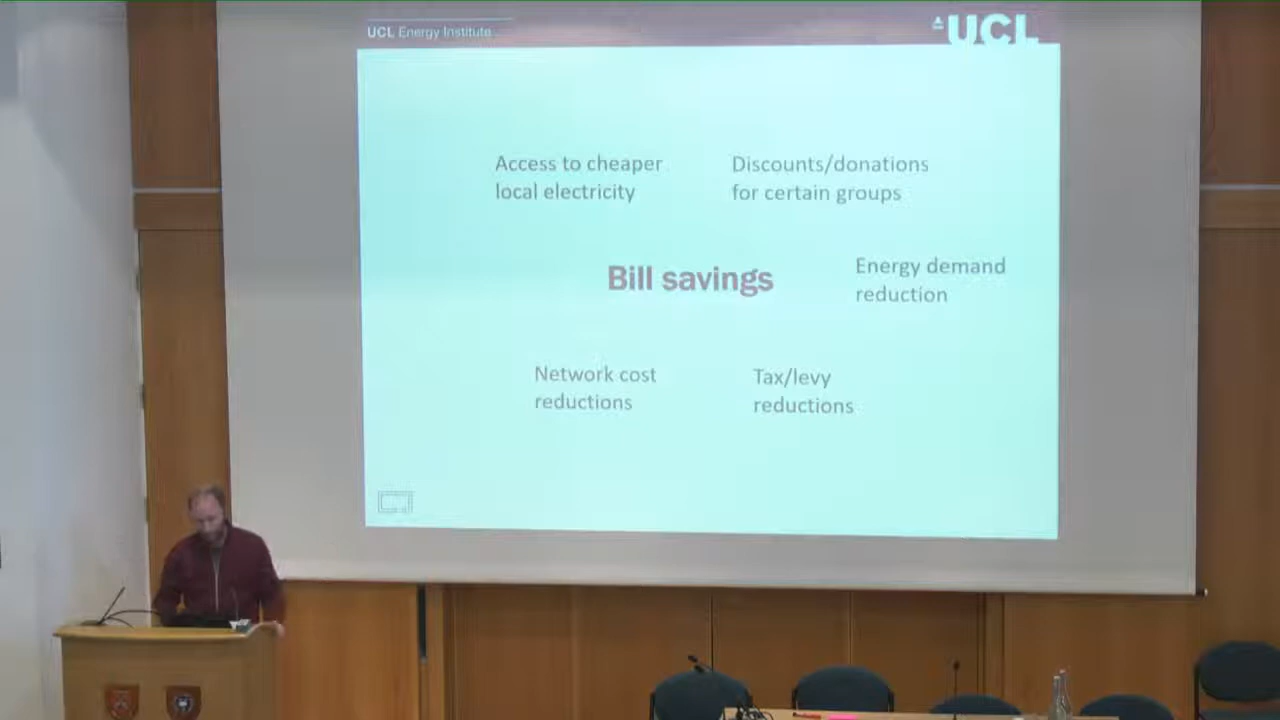 UCL Energy Institute
UCL
Access to cheaper
local electricity
Discounts/donations
for certain groups
Bill savings
Energy demand
reduction
Network cost
reductions
Tax/levy
reductions